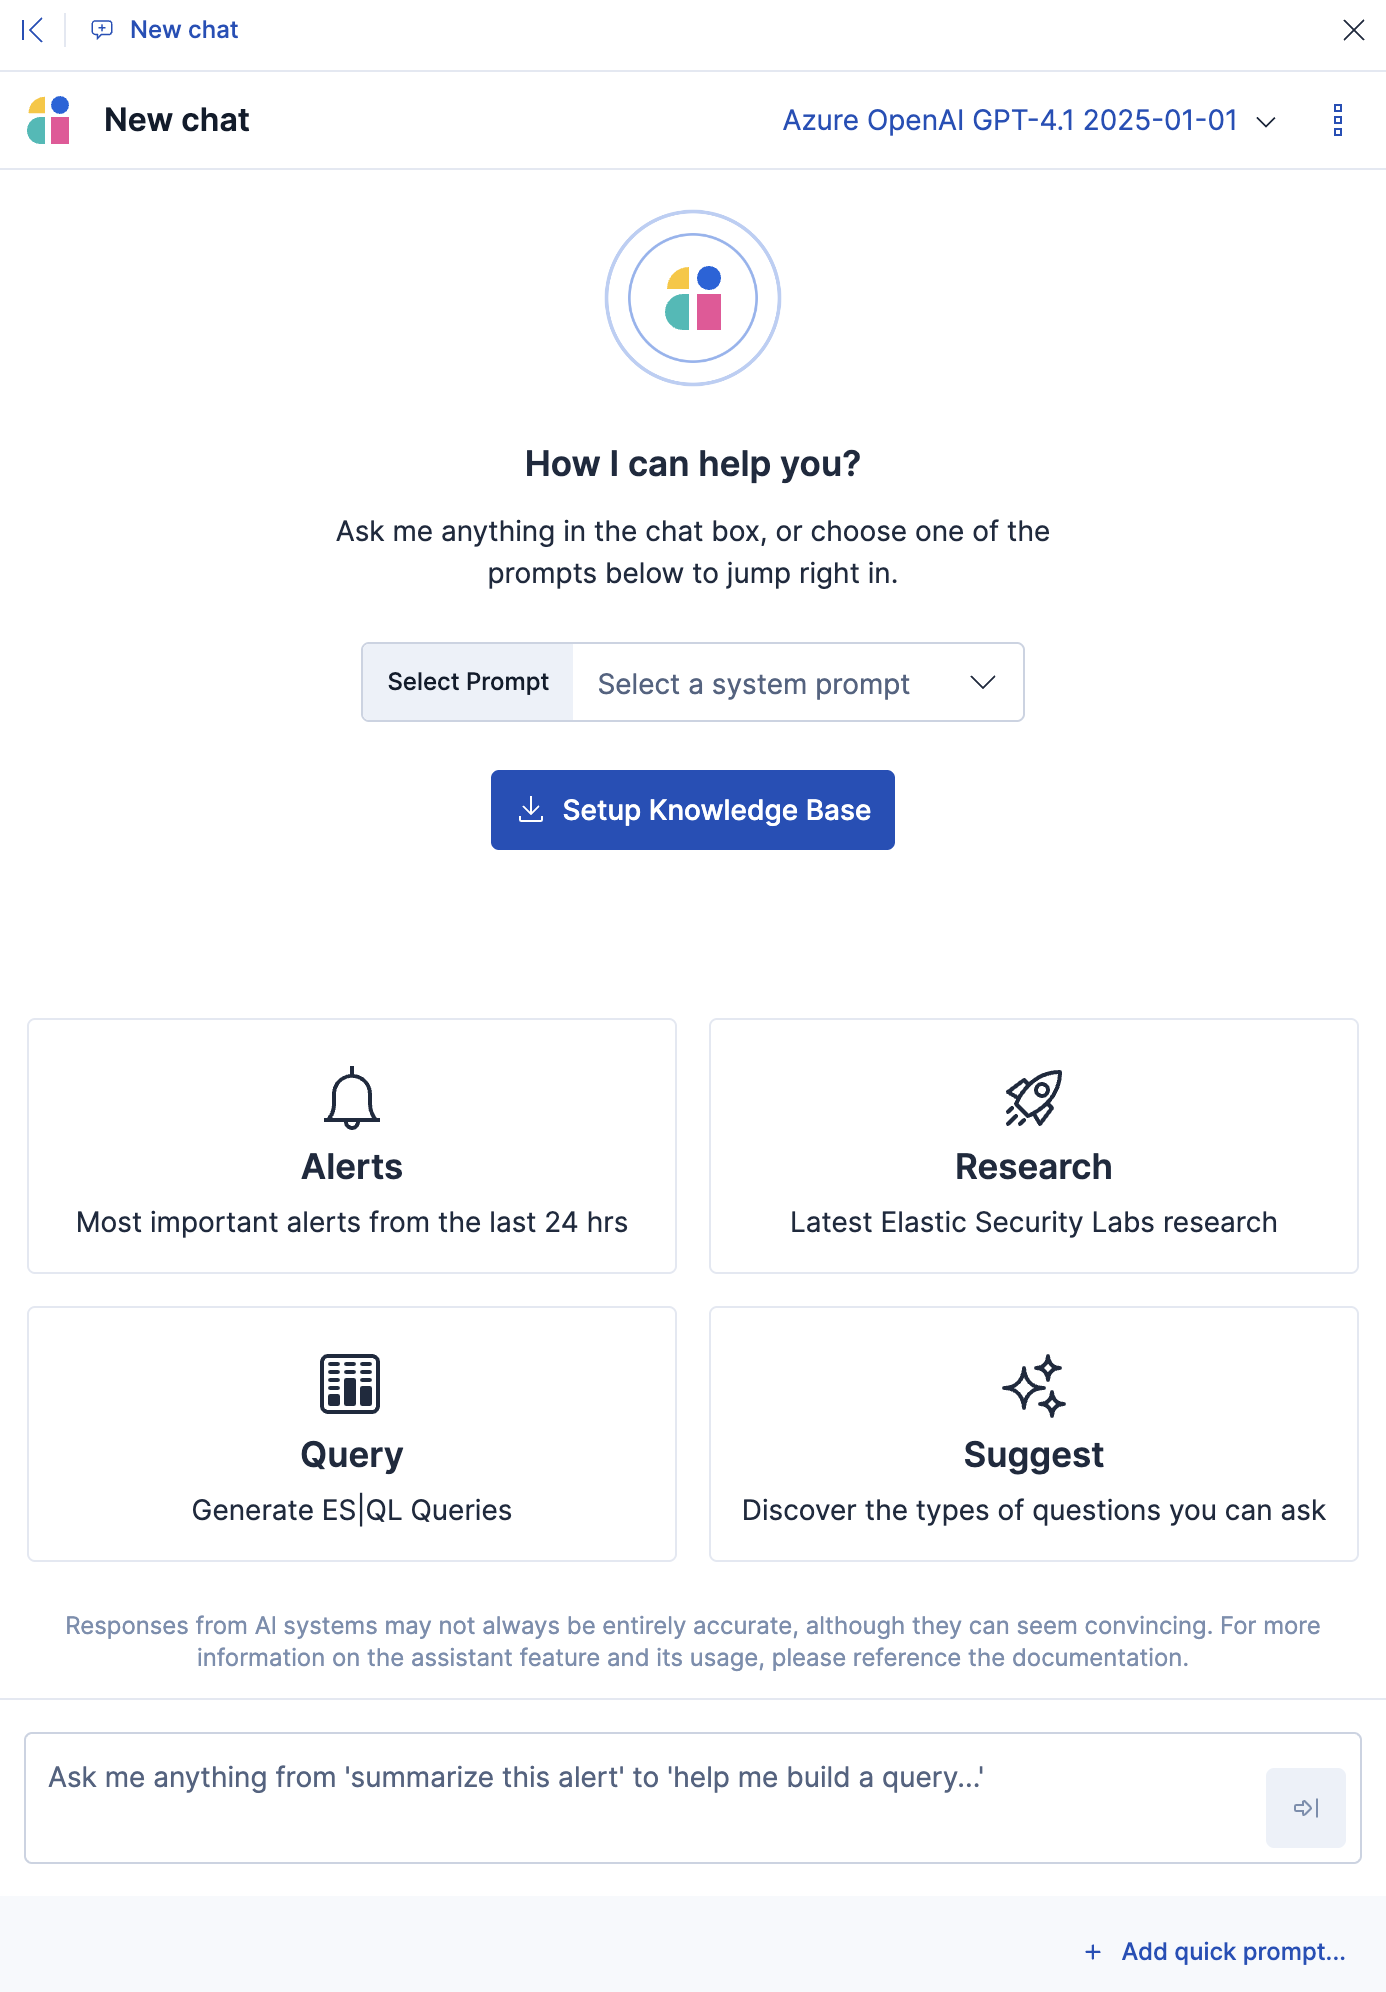 New chat
New chat
Azure OpenAI GPT-4.1 2025-01-01
How I can help you?
Ask me anything in the chat box, or choose one of the
prompts below to jump right in.
Select Prompt
Select a system prompt
Setup Knowledge Base
Alerts
Most important alerts from the last 24 hrs
Research
Latest Elastic Security Labs research
Query
Generate ES|QL Queries
Suggest
Discover the types of questions you can ask
Responses from AI systems may not always be entirely accurate, although they can seem convincing. For more
information on the assistant feature and its usage, please reference the documentation.
Ask me anything from 'summarize this alert' to 'help me build a query...'
+ Add quick prompt...